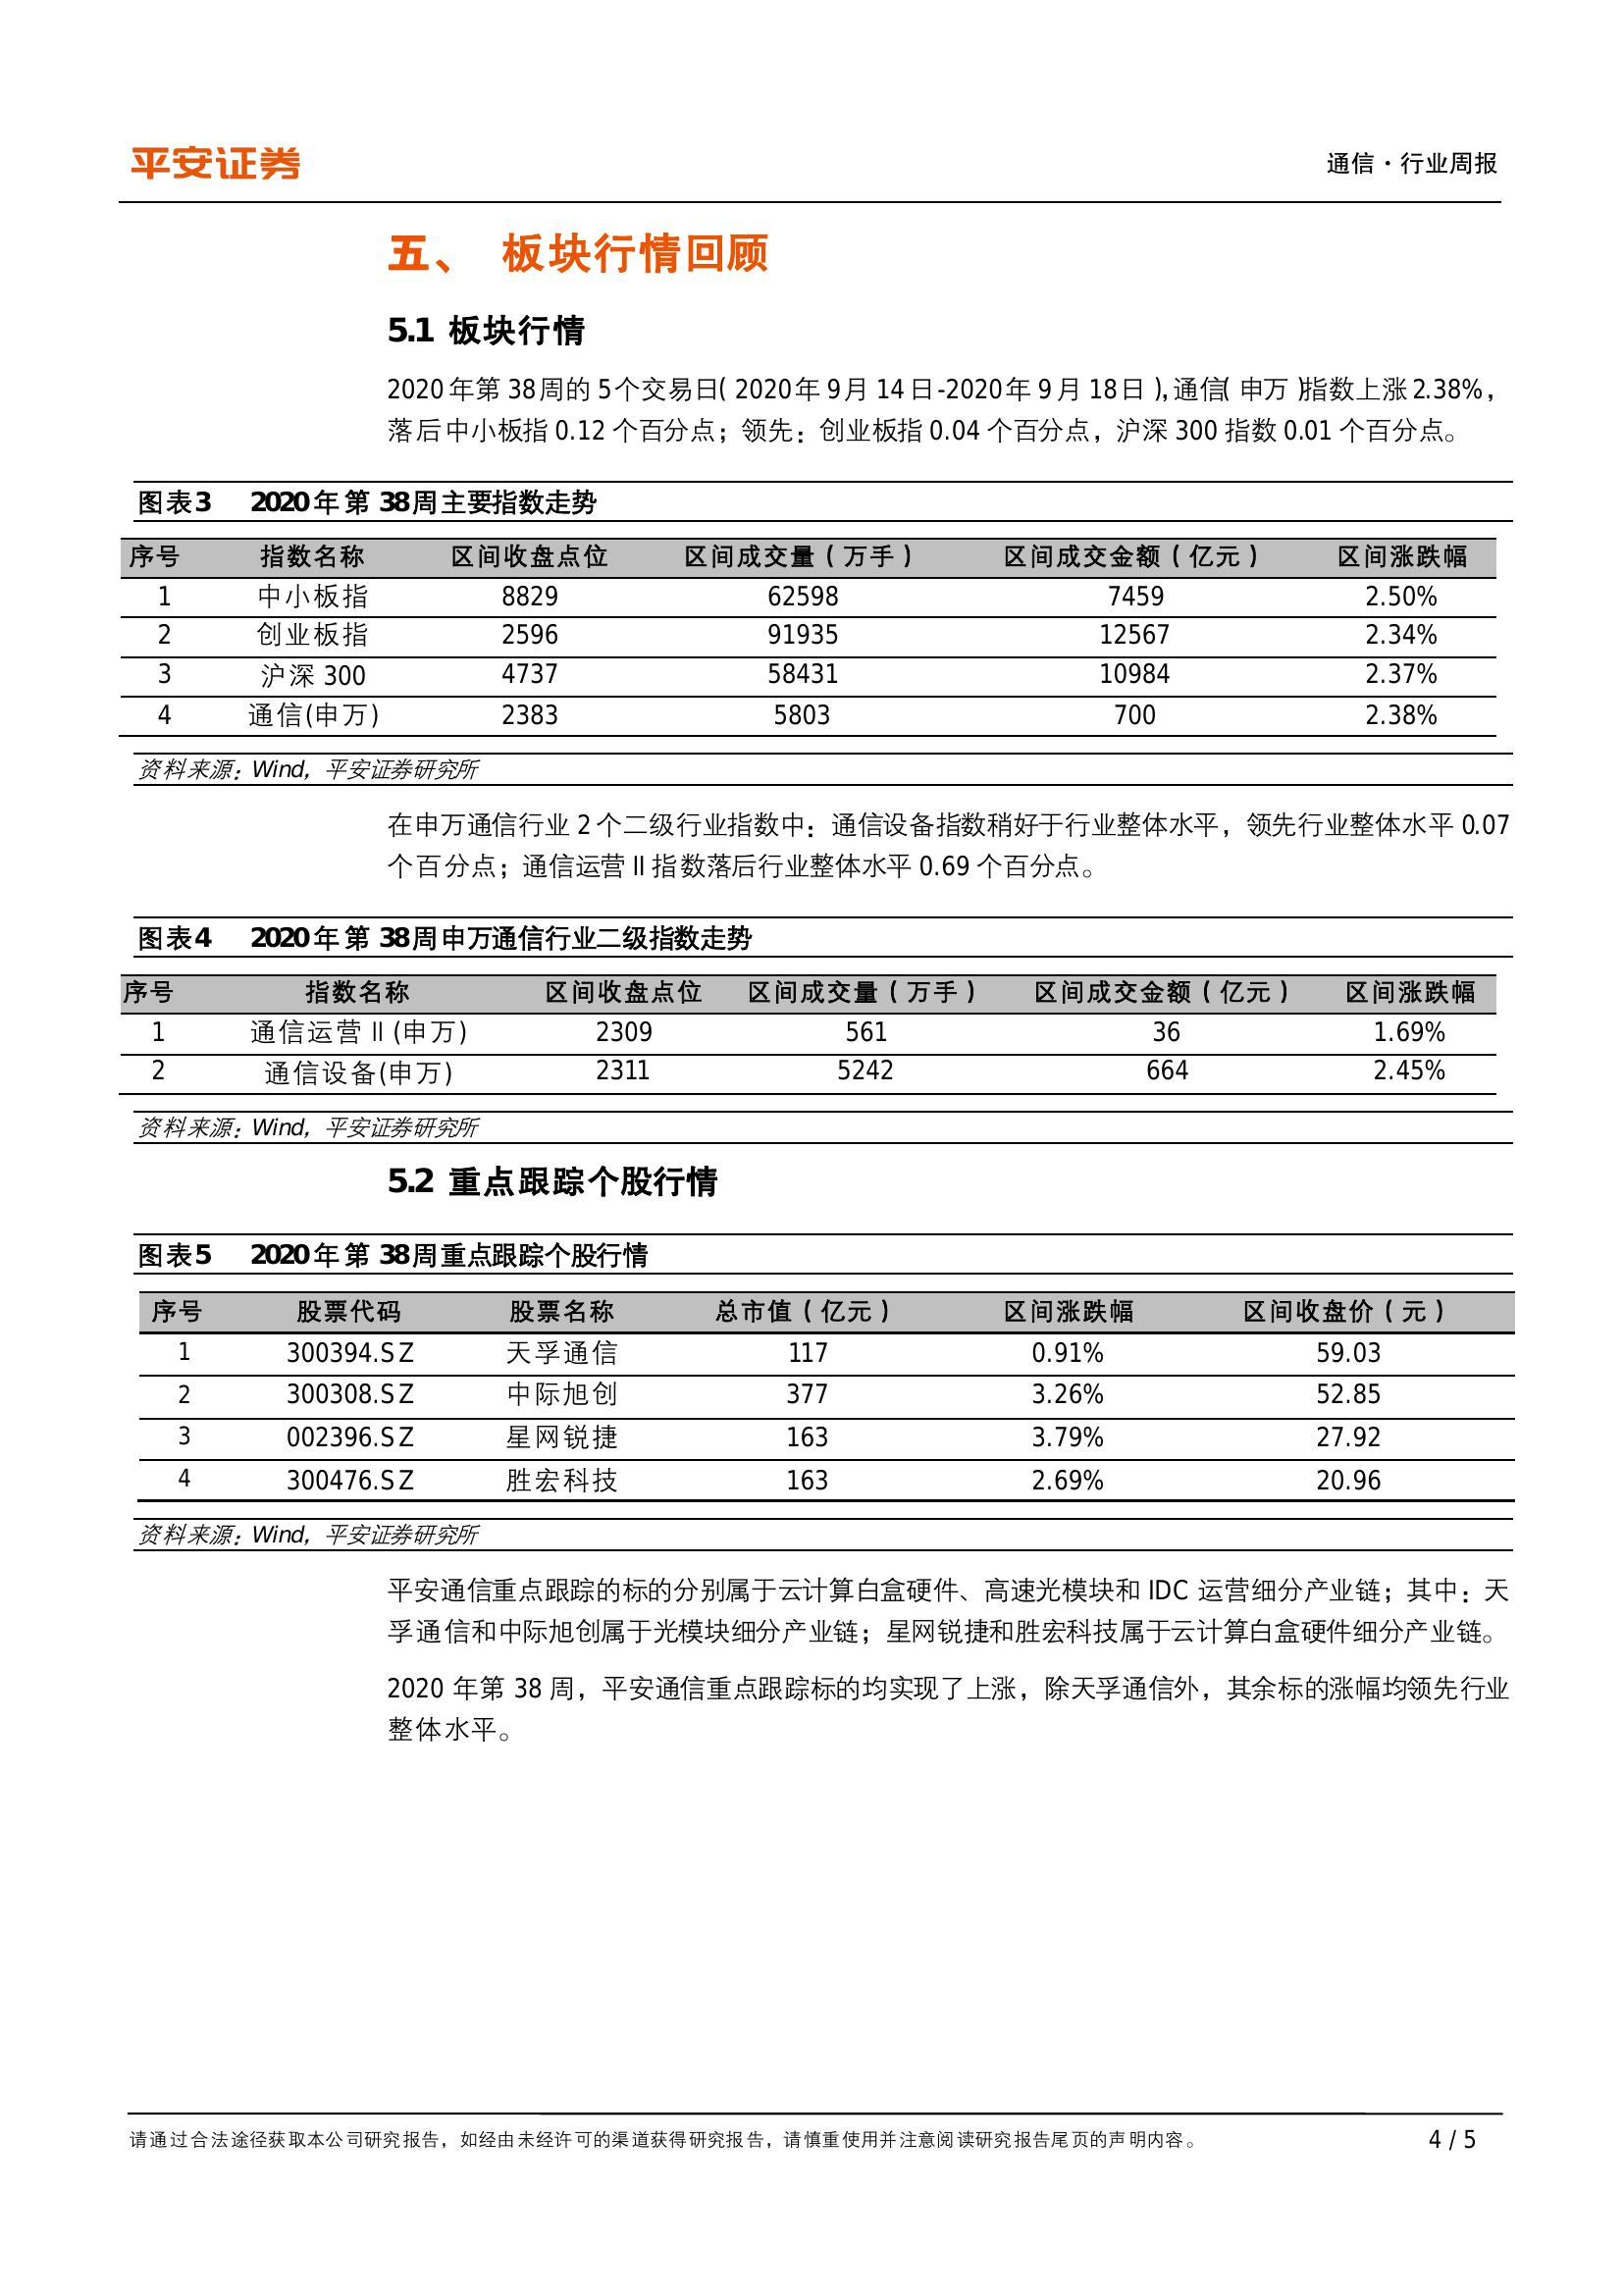 平安证券
通信·行业周报
五、 板块行情回顾
5.1 板块行情
2020年第38周的5个交易日(2020年9月14日-2020年9月18日),通信(申万)指数上涨2.38%，
落后中小板指0.12个百分点；领先：创业板指0.04个百分点，沪深300指数0.01个百分点。
图表3 2020年第38周主要指数走势
序号 指数名称 区间收盘点位 区间成交量(万手) 区间成交金额(亿元) 区间涨跌幅
1 中小板指 8829 62598 7459 2.50%
2 创业板指 2596 91935 12567 2.34%
3 沪深300 4737 58431 10984 2.37%
4 通信(申万) 2383 5803 700 2.38%
资料来源：Wind，平安证券研究所
在申万通信行业2个二级行业指数中：通信设备指数稍好于行业整体水平，领先行业整体水平0.07
个百分点；通信运营II指数落后行业整体水平0.69个百分点。
图表4 2020年第38周申万通信行业二级指数走势
序号 指数名称 区间收盘点位 区间成交量(万手) 区间成交金额(亿元) 区间涨跌幅
1 通信运营Ⅱ(申万) 2309 561 36 1.69%
2 通信设备(申万) 2311 5242 664 2.45%
资料来源：Wind，平安证券研究所
5.2 重点跟踪个股行情
图表5 2020年第38周重点跟踪个股行情
序号 股票代码 股票名称 总市值(亿元) 区间涨跌幅 区间收盘价(元)
1 300394.SZ 天孚通信 117 0.91% 59.03
2 300308.SZ 中际旭创 377 3.26% 52.85
3 002396.SZ 星网锐捷 163 3.79% 27.92
4 300476.SZ 胜宏科技 163 2.69% 20.96
资料来源：Wind，平安证券研究所
平安通信重点跟踪的标的分别属于云计算白盒硬件、高速光模块和IDC 运营细分产业链；其中：天
孚通信和中际旭创属于光模块细分产业链；星网锐捷和胜宏科技属于云计算白盒硬件细分产业链。
2020 年第 38 周，平安通信重点跟踪标的均实现了上涨，除天孚通信外，其余标的涨幅均领先行业
整体水平。
请通过合法途径获取本公司研究报告，如经由未经许可的渠道获得研究报告，请慎重使用并注意阅读研究报告尾页的声明内容。
4 / 5